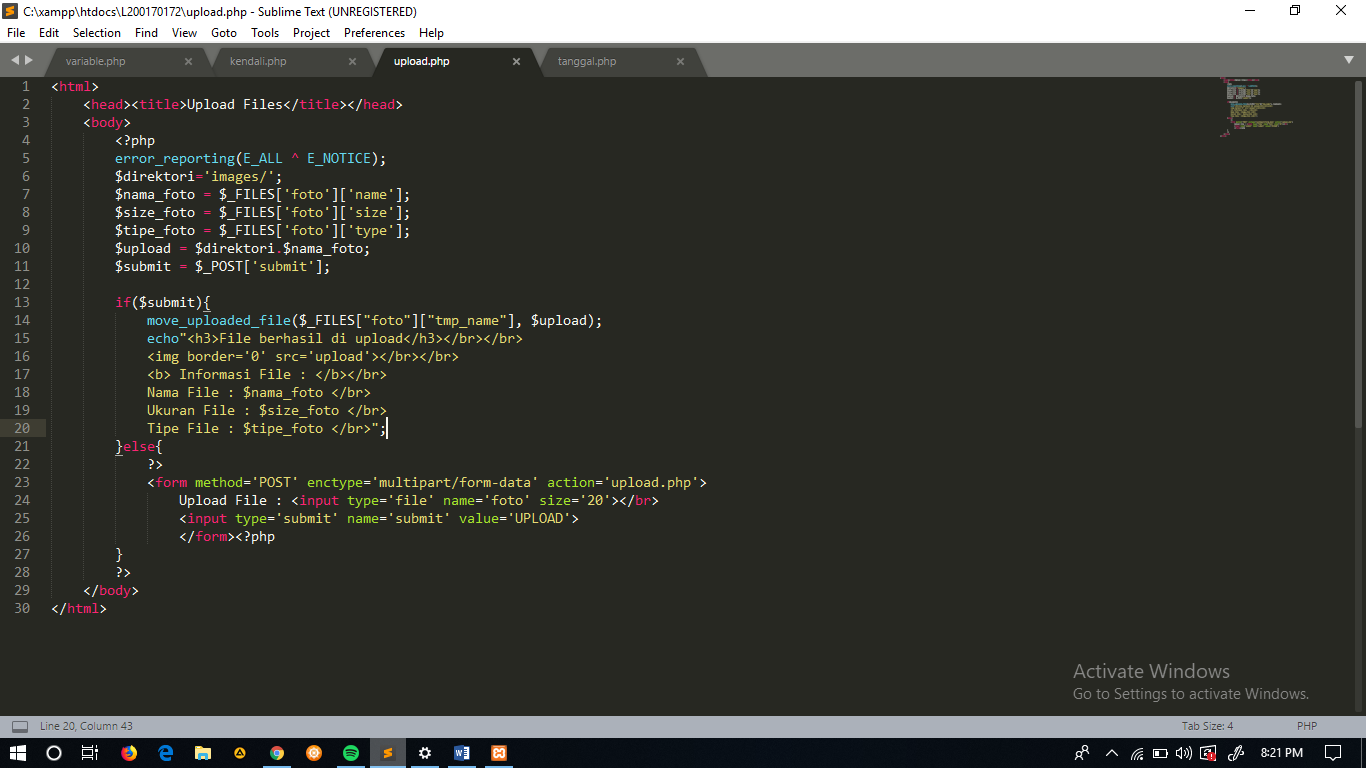 C:\xampp\htdocs\L200170172\upload.php - Sublime Text (UNREGISTERED)
File Edit Selection Find View Goto Tools Project Preferences Help
variable.php kendali.php upload.php tanggal.php
1 <html>
2 <head><title>Upload Files</title></head>
3 <body>
4 <?php
5 error_reporting(E_ALL ^ E_NOTICE);
6 $direktori='images/';
7 $nama_foto = $_FILES['foto']['name'];
8 $size_foto = $_FILES['foto']['size'];
9 $tipe_foto = $_FILES['foto']['type'];
10 $upload = $direktori.$nama_foto;
11 $submit = $_POST['submit'];
12
13 if($submit){
14 move_uploaded_file($_FILES["foto"]["tmp_name"], $upload);
15 echo"<h3>File berhasil di upload</h3></br></br>
16 <img border='0' src='upload'></br></br>
17 <b> Informasi File : </b></br>
18 Nama File : $nama_foto </br>
19 Ukuran File : $size_foto </br>
20 Tipe File : $tipe_foto </br>";
21 }else{
22 ?>
23 <form method='POST' enctype='multipart/form-data' action='upload.php'>
24 Upload File : <input type='file' name='foto' size='20'></br>
25 <input type='submit' name='submit' value='UPLOAD'>
26 </form><?php
27 }
28 ?>
29 </body>
30 </html>
Activate Windows
Go to Settings to activate Windows.
Line 20, Column 43 Tab Size: 4 PHP
8:21 PM